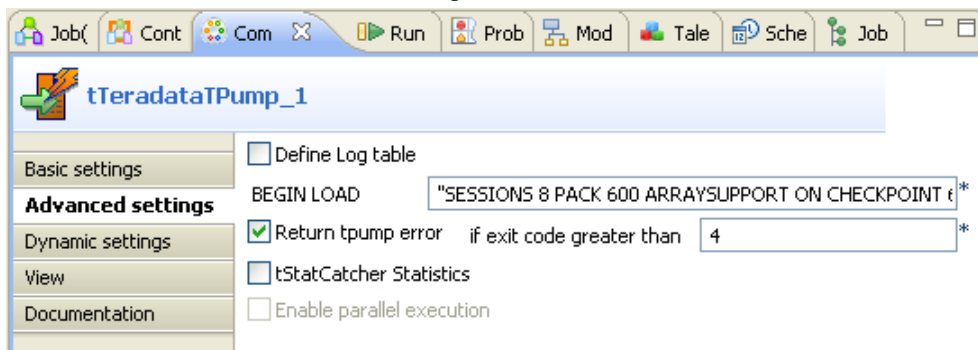 Job( Cont Com Run Prob Mod Tale Sche Job
tTeradataTPump_1
Basic settings
Advanced settings
Dynamic settings
View
Documentation
Define Log table
BEGIN LOAD "SESSIONS 8 PACK 600 ARRAYSUPPORT ON CHECKPOINT *
Return tpump error if exit code greater than 4 *
tStatCatcher Statistics
Enable parallel execution